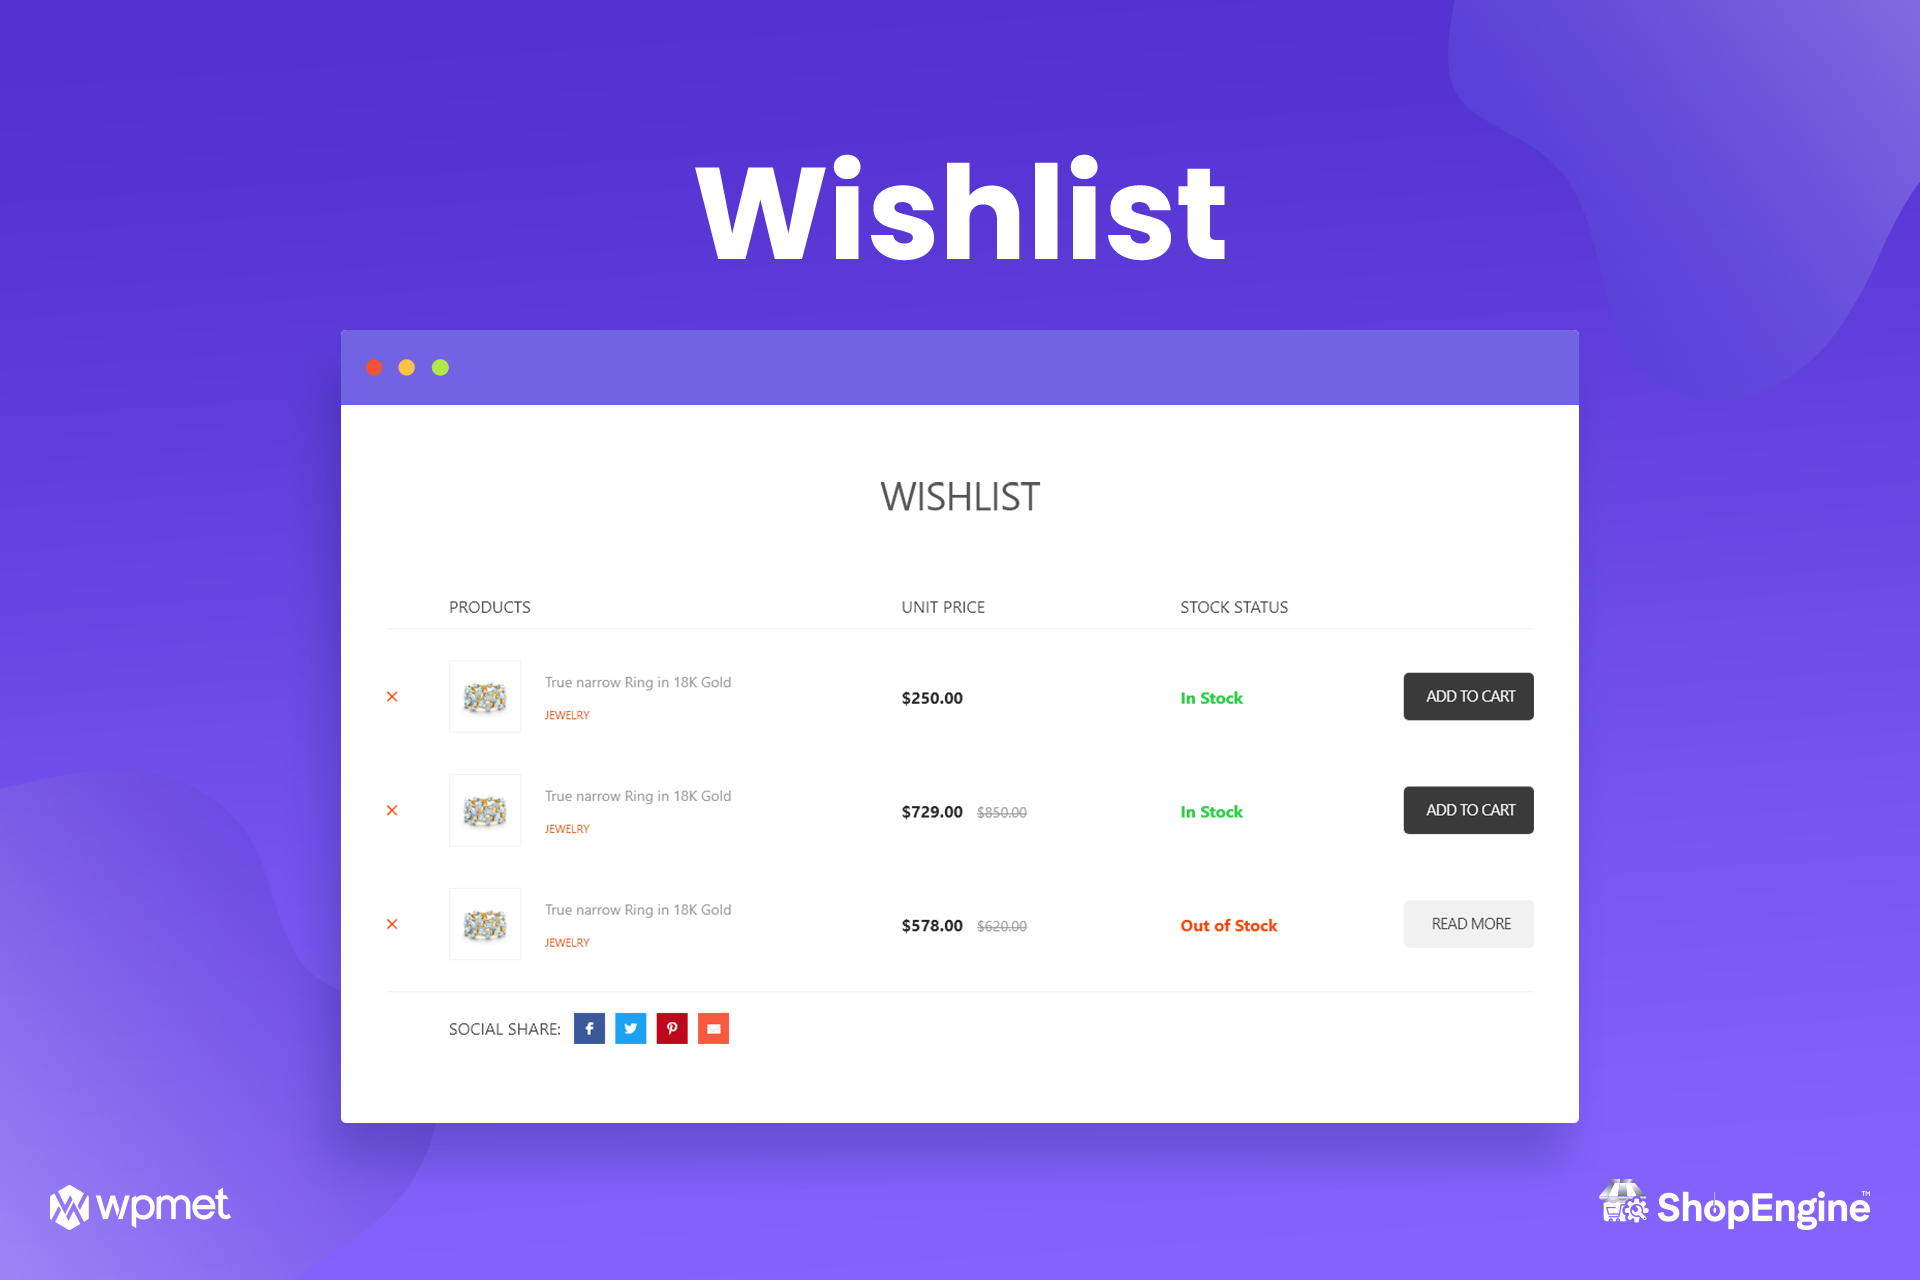 Wishlist
WISHLIST
PRODUCTS UNIT PRICE STOCK STATUS
True narrow Ring in 18K Gold
JEWELRY
$250.00 In Stock ADD TO CART
True narrow Ring in 18K Gold
JEWELRY
$729.00 $850.00 In Stock ADD TO CART
True narrow Ring in 18K Gold
JEWELRY
$578.00 $620.00 Out of Stock READ MORE
SOCIAL SHARE:
wpmet
ShopEngine™